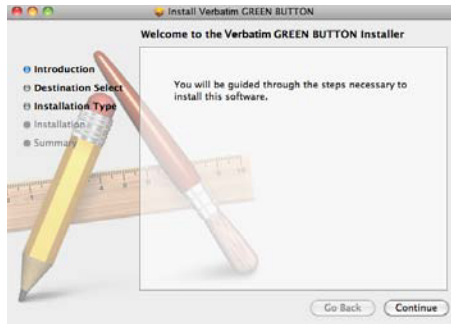 Install Verbatim GREEN BUTTON
Welcome to the Verbatim GREEN BUTTON Installer
Introduction
Destination Select
Installation Type
Installation
Summary
You will be guided through the steps necessary to
install this software.
Go Back
Continue